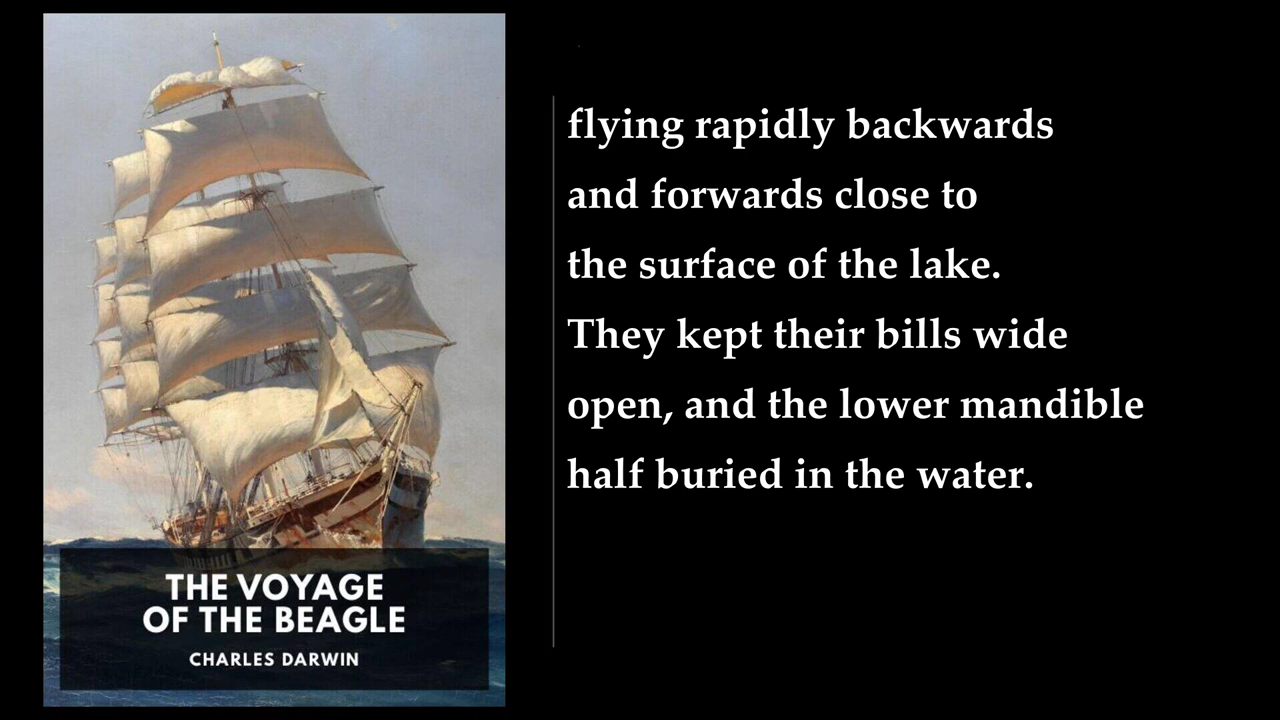 THE VOYAGE
OF THE BEAGLE
CHARLES DARWIN
flying rapidly backwards
and forwards close to
the surface of the lake.
They kept their bills wide
open, and the lower mandible
half buried in the water.